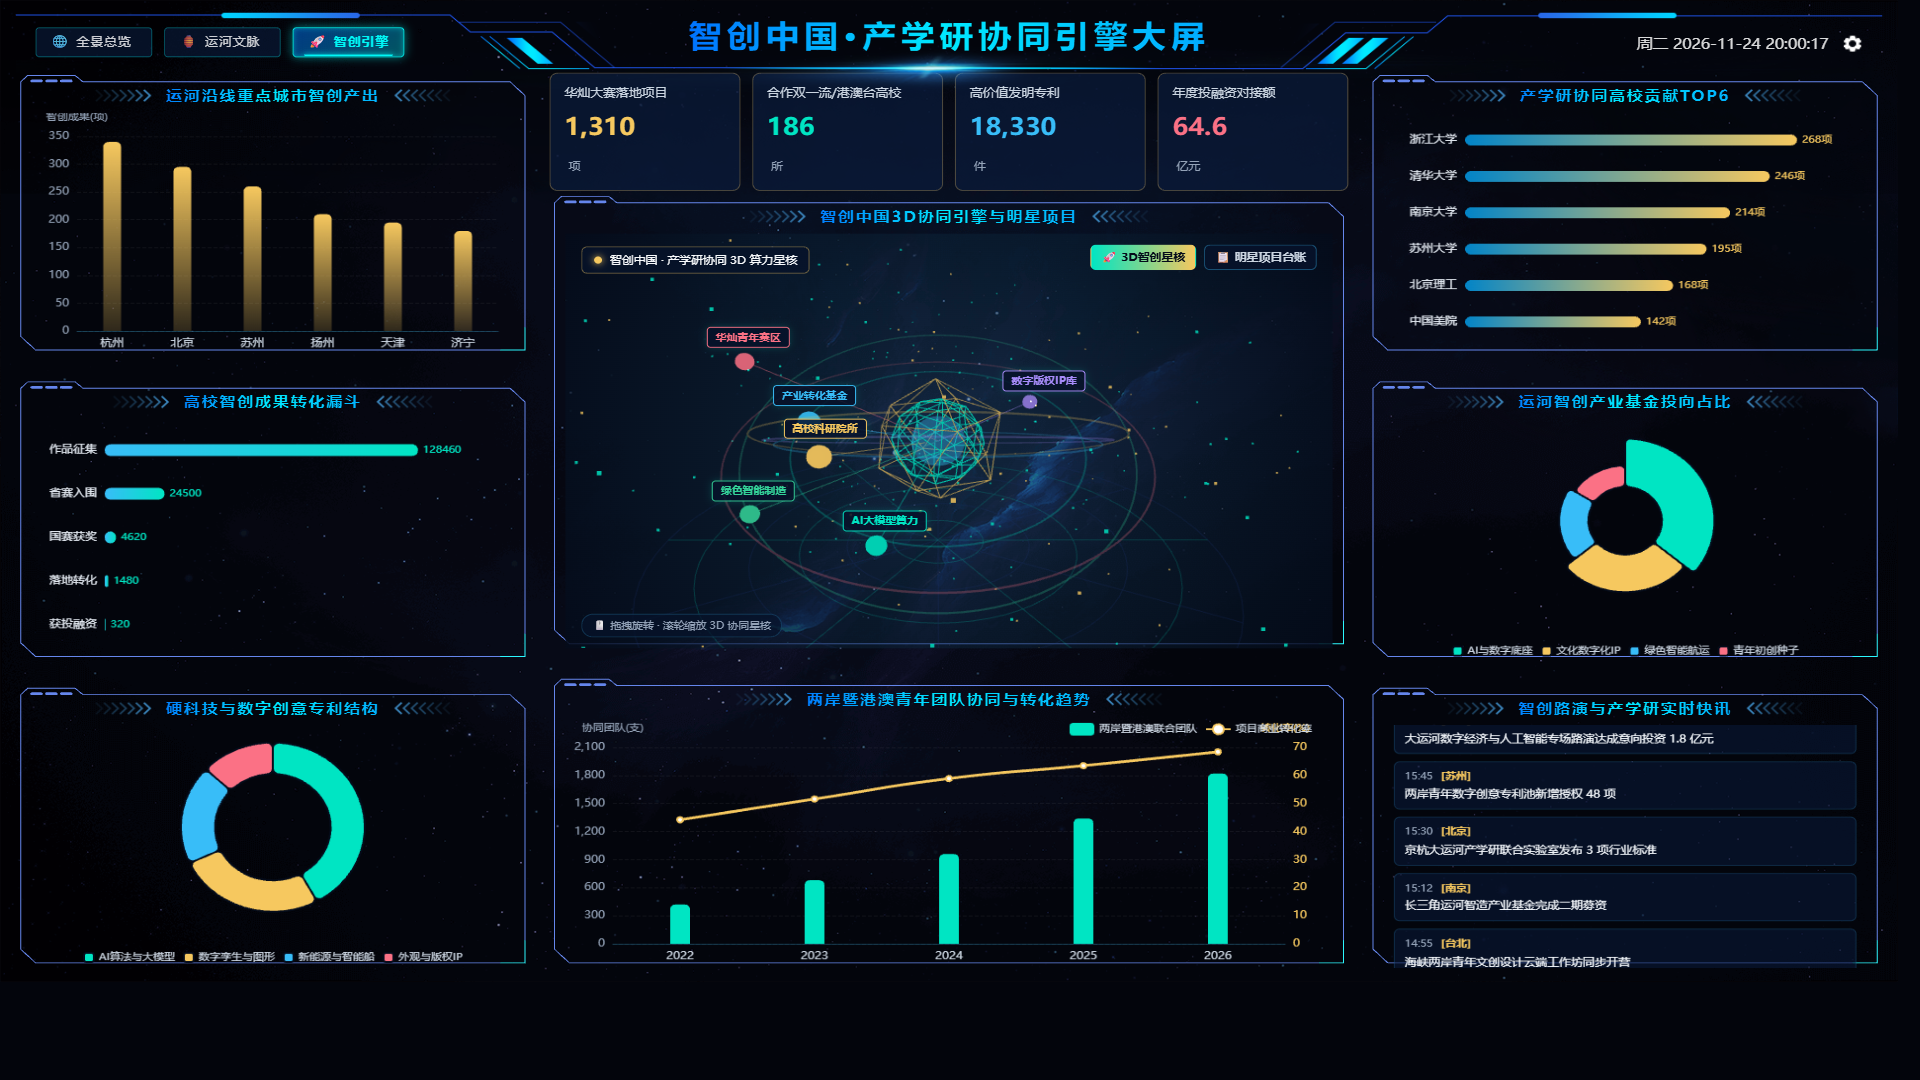 全景总览
运河文脉
智创引擎
智创中国·产学研协同引擎大屏
周二 2026-11-24 20:00:17
运河沿线重点城市智创产出
智创成果(项)
350
300
250
200
150
100
50
0
杭州
北京
苏州
扬州
天津
济宁
高校智创成果转化漏斗
作品征集
128460
省赛入围
24500
国赛获奖
4620
落地转化
1480
获投融资
320
硬科技与数字创意专利结构
AI算法与大模型
数字孪生与图形
新能源与智能船
外观与版权IP
华灿大赛落地项目
1,310
项
合作双一流/港澳台高校
186
所
高价值发明专利
18,330
件
年度投融资对接额
64.6
亿元
智创中国3D协同引擎与明星项目
智创中国 · 产学研协同 3D 算力星核
3D智创星核
明星项目台账
华灿青年赛区
产业转化基金
数字版权IP库
高校科研院所
绿色智能制造
AI大模型算力
拖拽旋转 · 滚轮缩放 3D 协同星核
两岸暨港澳青年团队协同与转化趋势
协同团队(支)
两岸暨港澳联合团队
2,100
1,800
1,500
1,200
900
600
300
0
70
60
50
40
30
20
10
0
2022
2023
2024
2025
2026
产学研协同高校贡献TOP6
浙江大学
268项
清华大学
246项
南京大学
214项
苏州大学
195项
北京理工
168项
中国美院
142项
运河智创产业基金投向占比
AI与数字底座
文化数字化IP
绿色智能航运
青年初创种子
智创路演与产学研实时快讯
大运河数字经济与人工智能专场路演达成意向投资 1.8 亿元
15:45 [苏州]
两岸青年数字创意专利池新增授权 48 项
15:30 [北京]
京杭大运河产学研联合实验室发布 3 项行业标准
15:12 [南京]
长三角运河智造产业基金完成二期募资
14:55 [台北]
海峡两岸青年文创设计云端工作坊同步开营